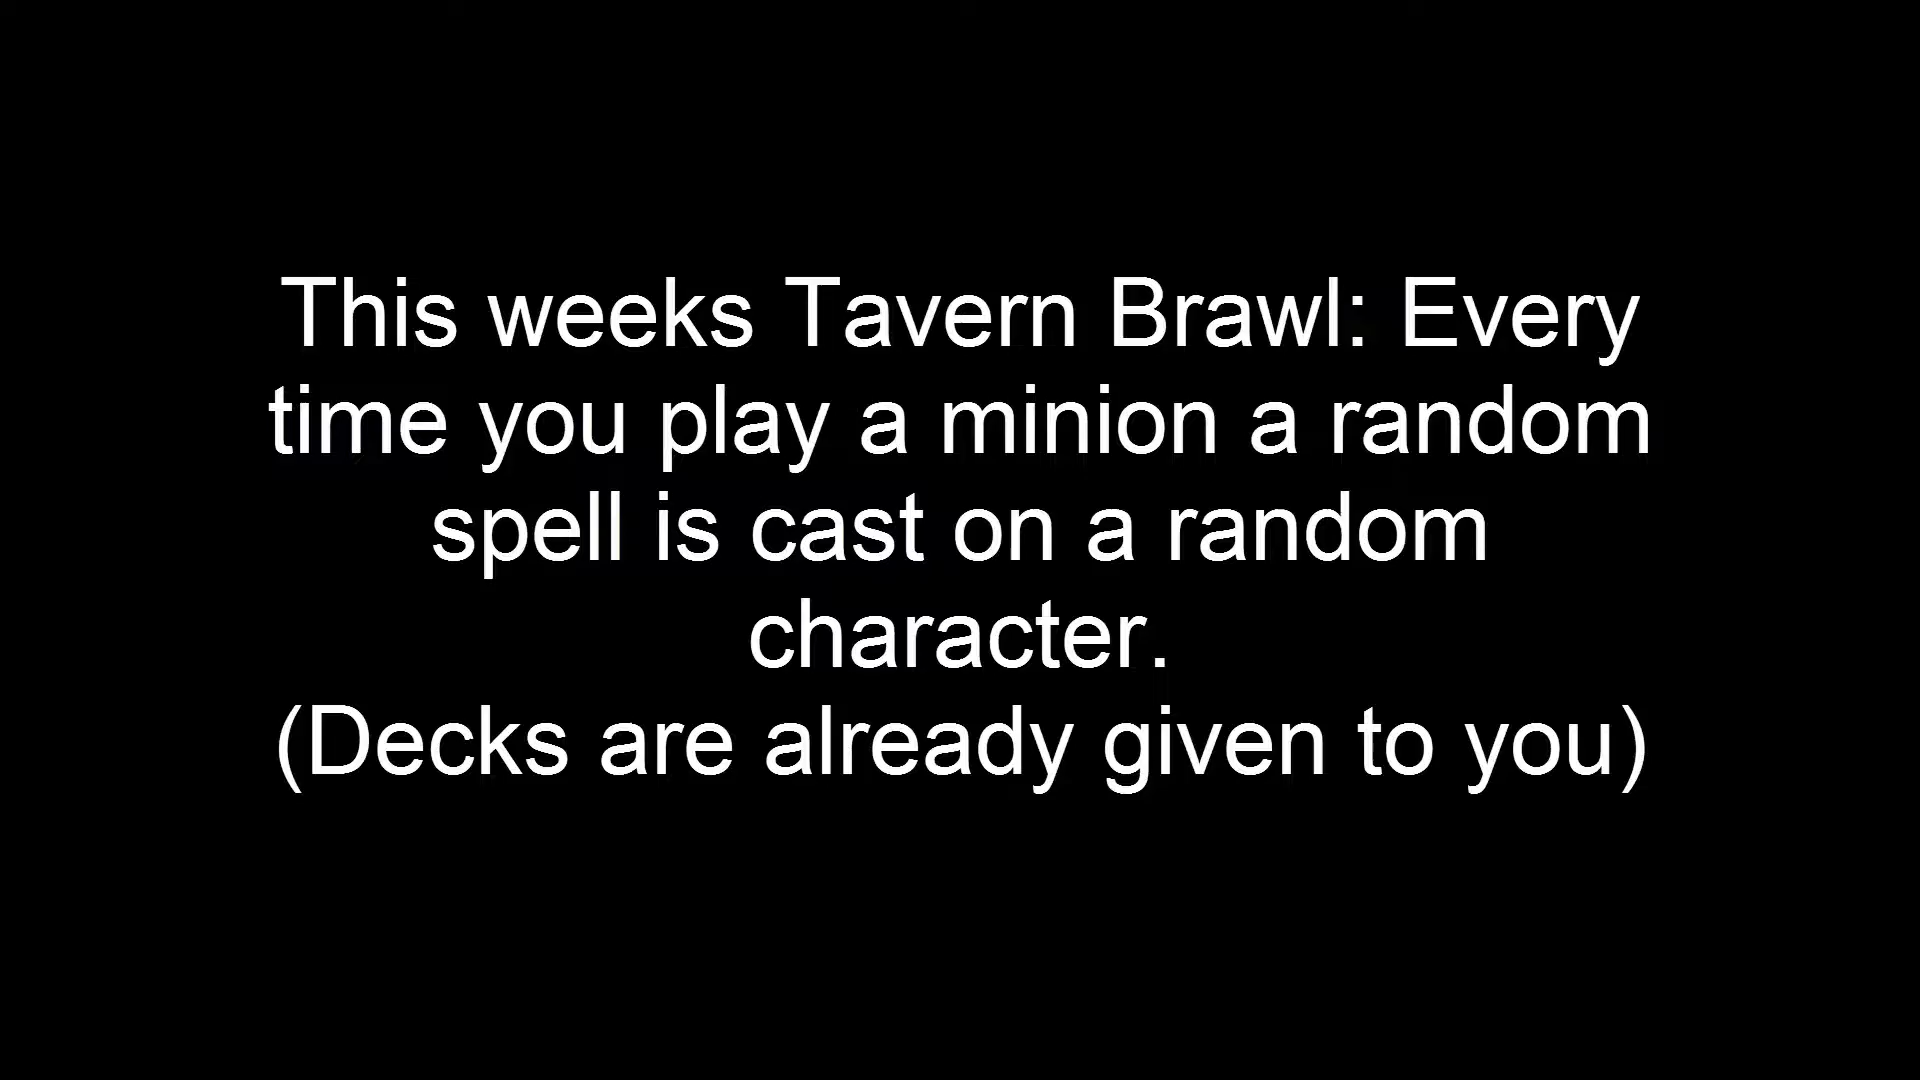 This weeks Tavern Brawl: Every
time you play a minion a random
spell is cast on a random
character.
(Decks are already given to you)